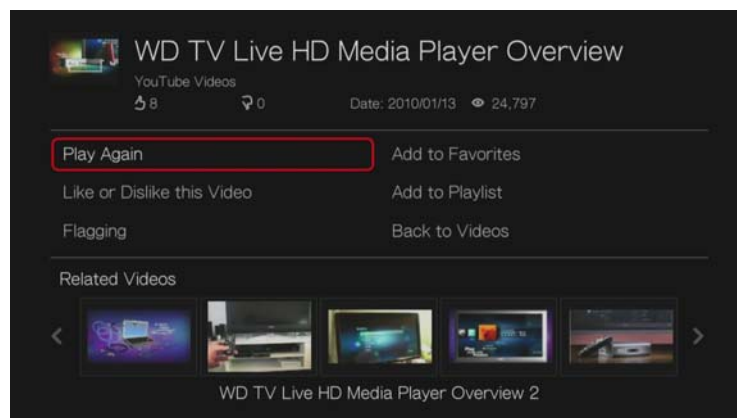 WD TV Live HD Media Player Overview
YouTube Videos
8 0 Date: 2010/01/13 24,797
Play Again Add to Favorites
Like or Dislike this Video Add to Playlist
Flagging Back to Videos
Related Videos
WD TV Live HD Media Player Overview 2